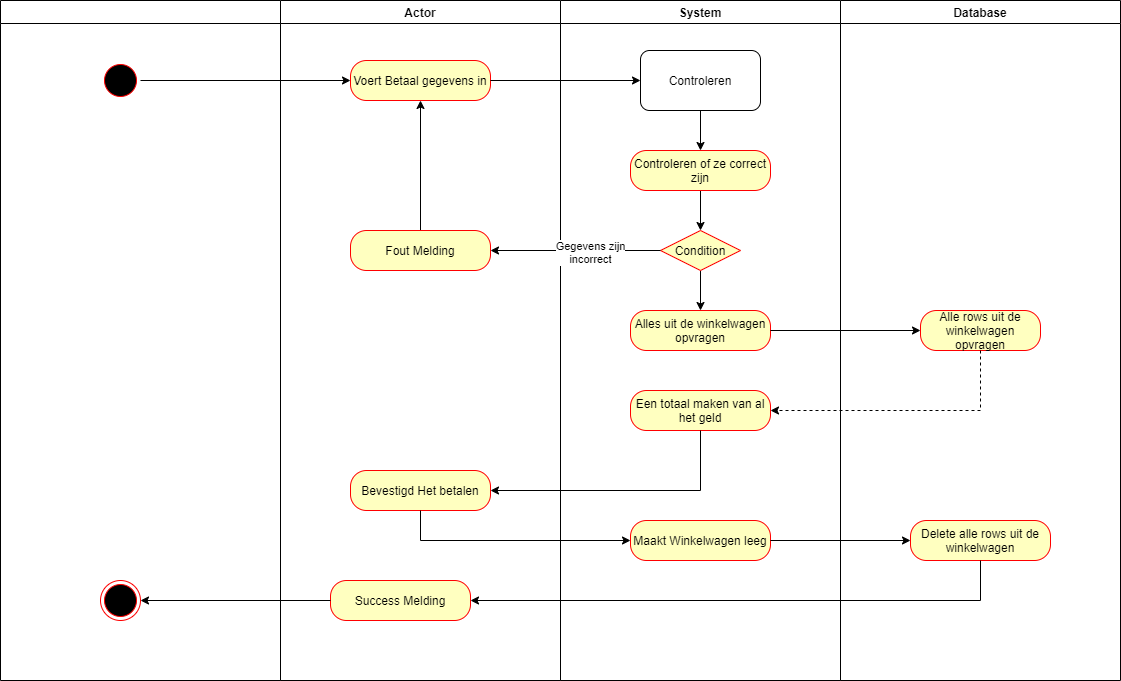 Actor
System
Database
Voert Betaal gegevens in
Controleren
Controleren of ze correct
zijn
Fout Melding
Gegevens zijn
incorrect
Condition
Alles uit de winkelwagen
opvragen
Alle rows uit de
winkelwagen
opvragen
Een totaal maken van al
het geld
Bevestigd Het betalen
Maakt Winkelwagen leeg
Delete alle rows uit de
winkelwagen
Success Melding